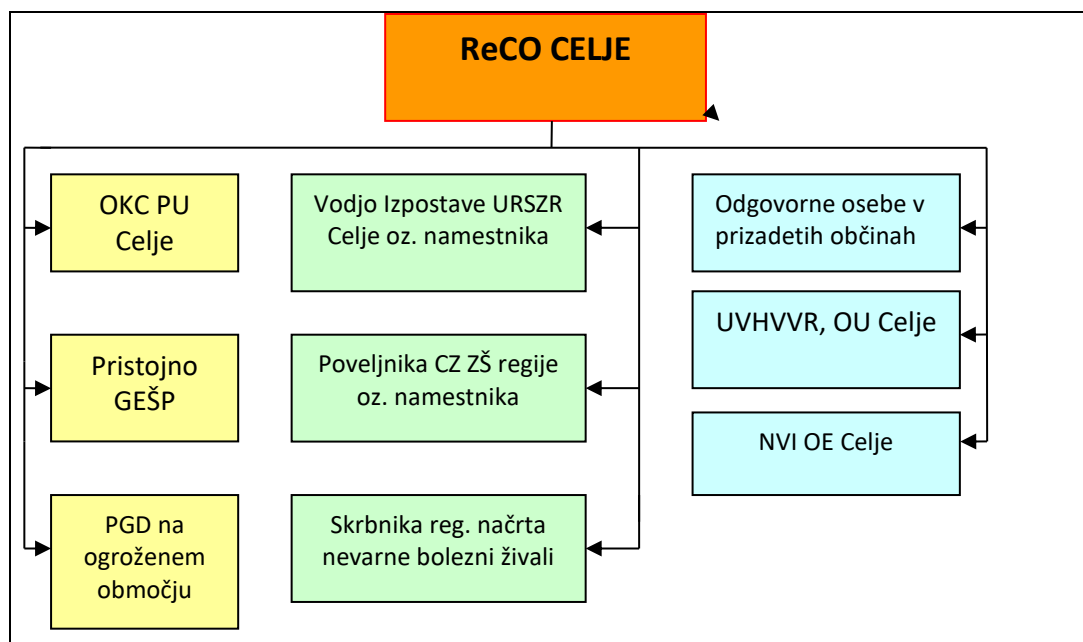 ReCO CELJE
OKC PU
Celje
Vodjo Izpostave URSZR
Celje oz. namestnika
Odgovorne osebe v
prizadetih občinah
UVHVVR, OU Celje
Pristojno
GEŠP
Poveljnika CZ ZŠ regije
oz. namestnika
NVI OE Celje
PGD na
ogroženem
območju
Skrbnika reg. načrta
nevarne bolezni živali